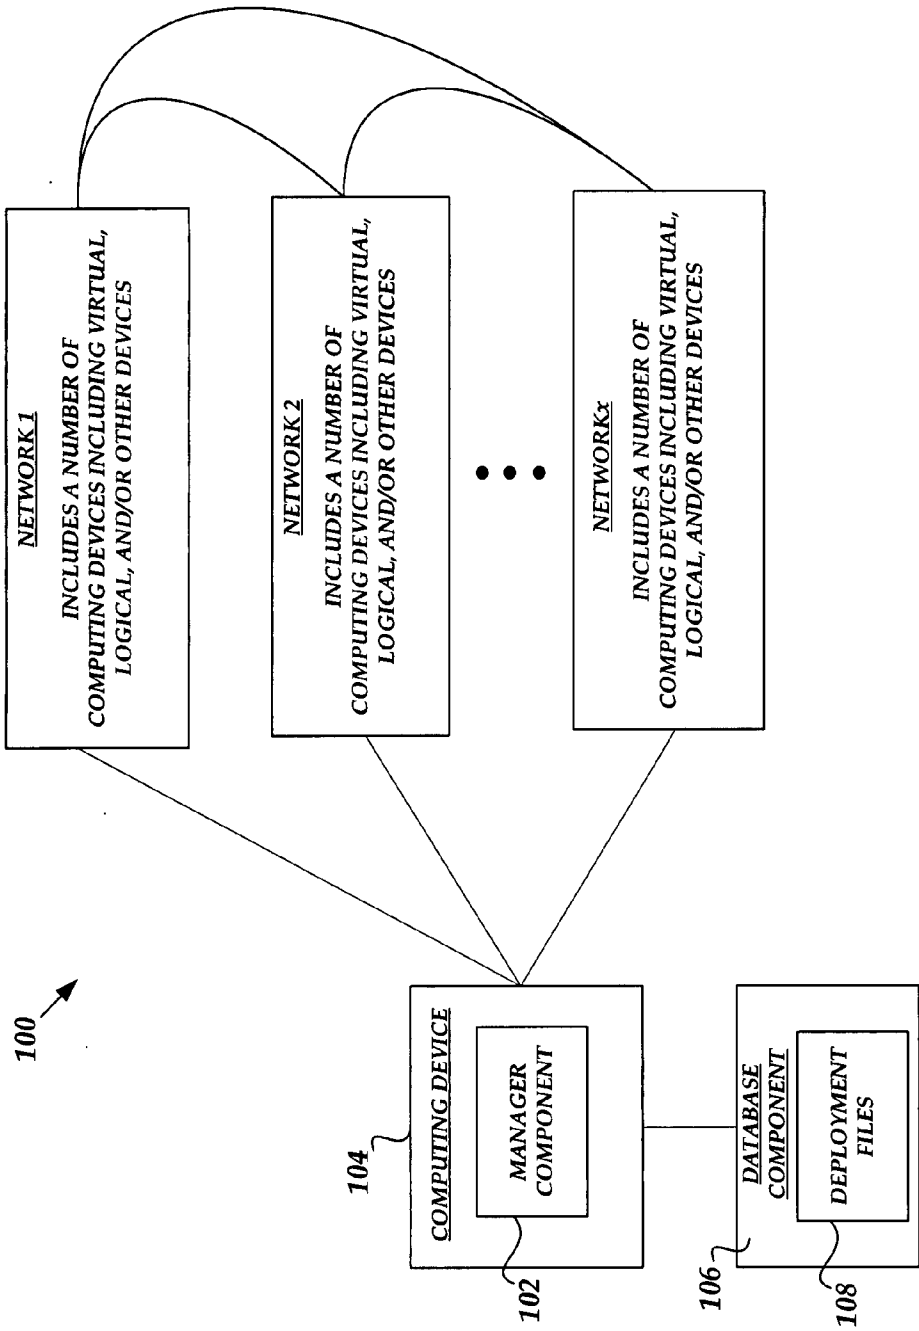 100
104
COMPUTING DEVICE
MANAGER
COMPONENT
102
106
DATABASE
COMPONENT
DEPLOYMENT
FILES
108
NETWORK 1
INCLUDES A NUMBER OF
COMPUTING DEVICES INCLUDING VIRTUAL,
LOGICAL, AND/OR OTHER DEVICES
NETWORK 2
INCLUDES A NUMBER OF
COMPUTING DEVICES INCLUDING VIRTUAL,
LOGICAL, AND/OR OTHER DEVICES
NETWORKx
INCLUDES A NUMBER OF
COMPUTING DEVICES INCLUDING VIRTUAL,
LOGICAL, AND/OR OTHER DEVICES